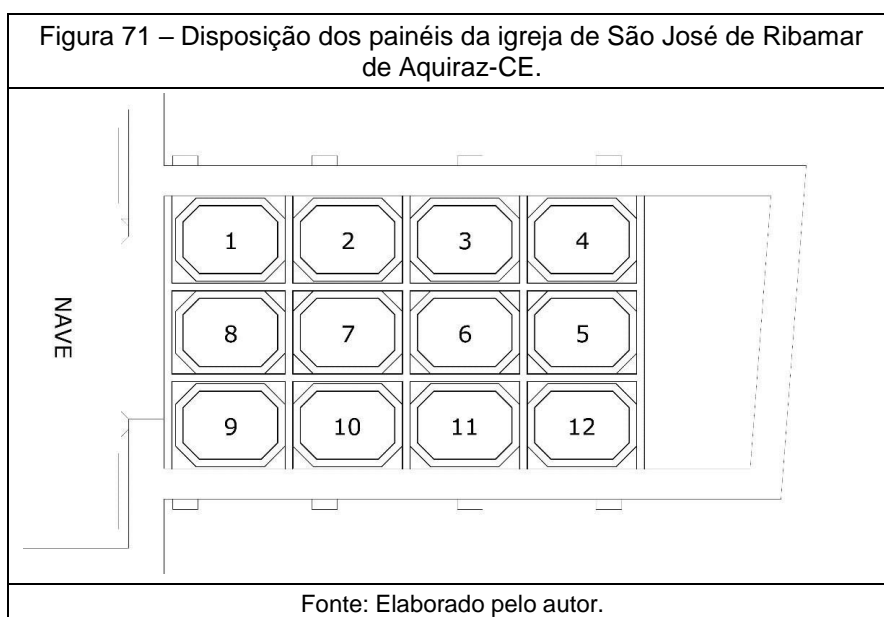 Figura 71 – Disposição dos painéis da igreja de São José de Ribamar
de Aquiraz-CE.
NAVE
1 2 3 4
8 7 6 5
9 10 11 12
Fonte: Elaborado pelo autor.